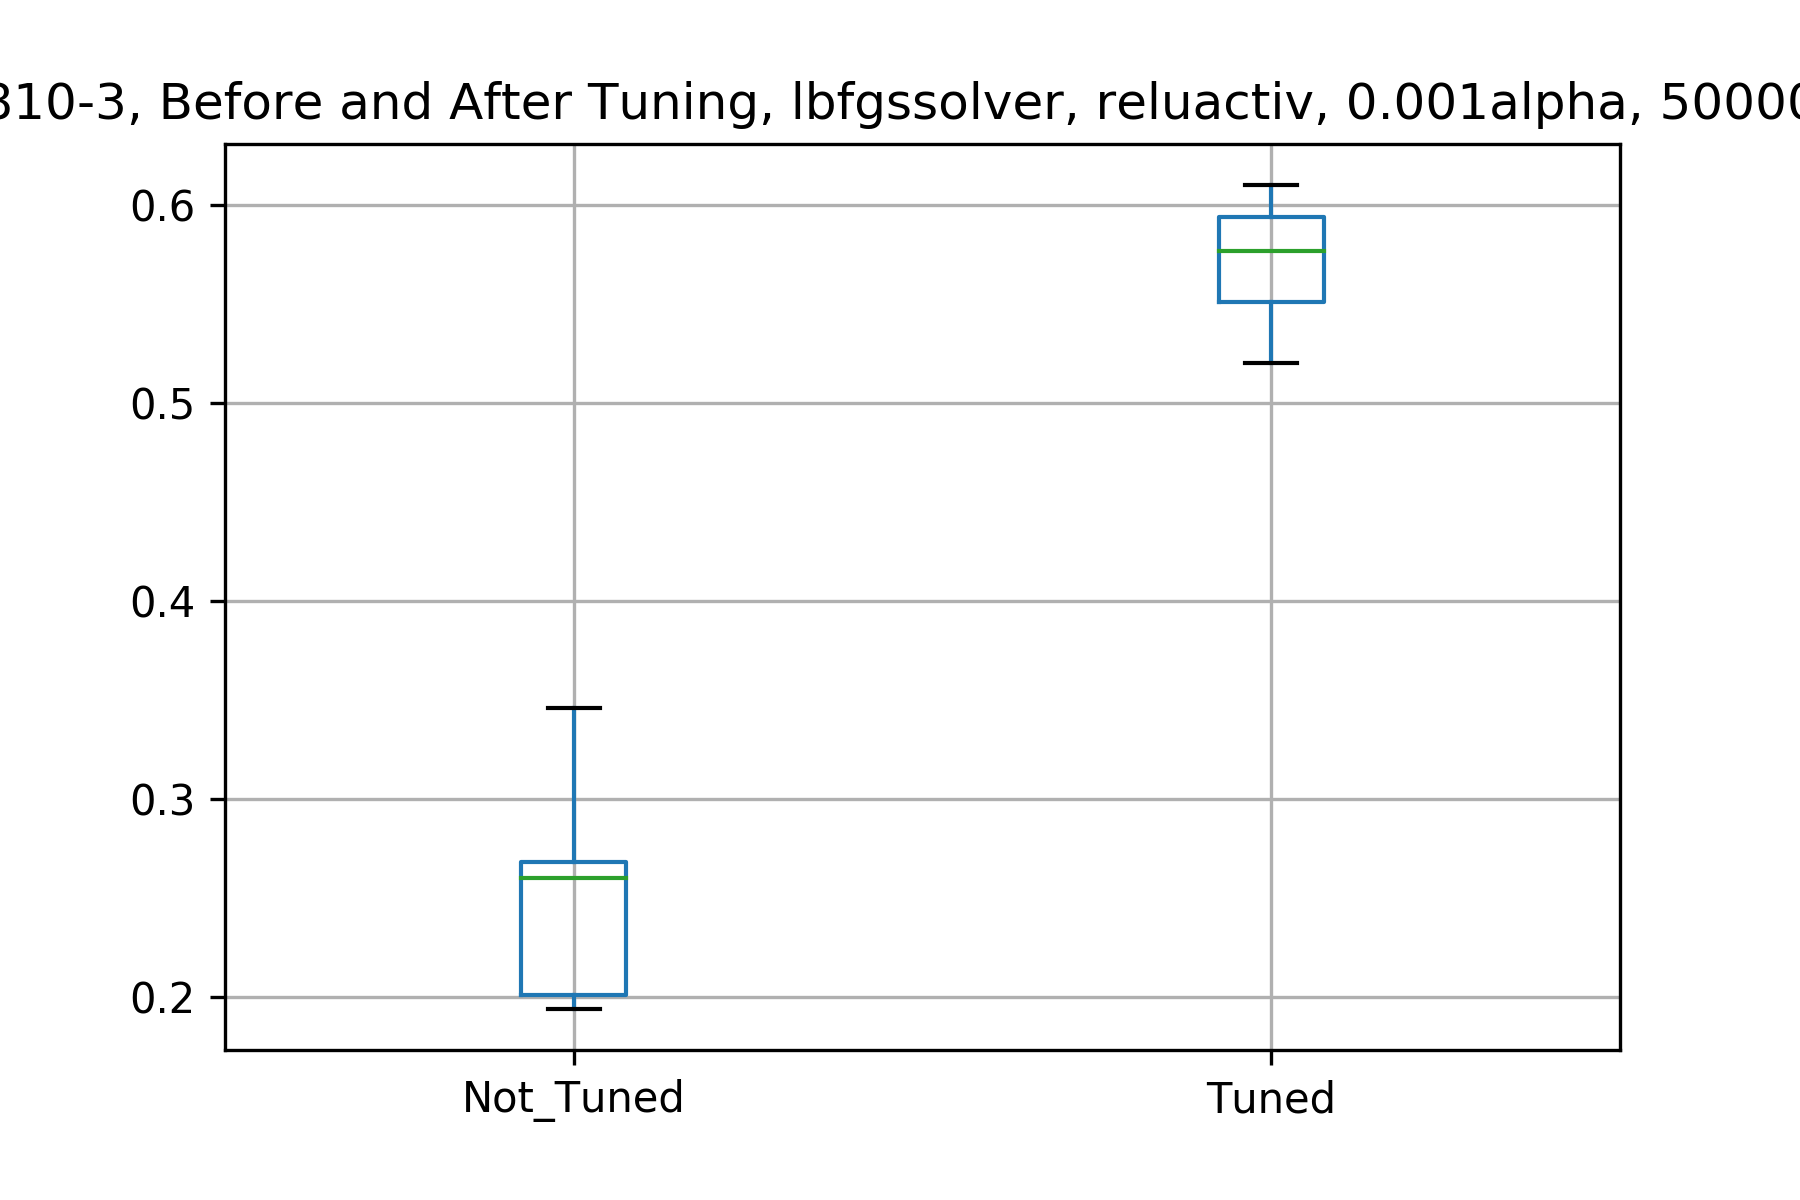 10-3, Before and After Tuning, lbfgssolver, reluactiv, 0.001alpha, 5000
0.6
0.5
0.4
0.3
0.2
Not_Tuned
Tuned